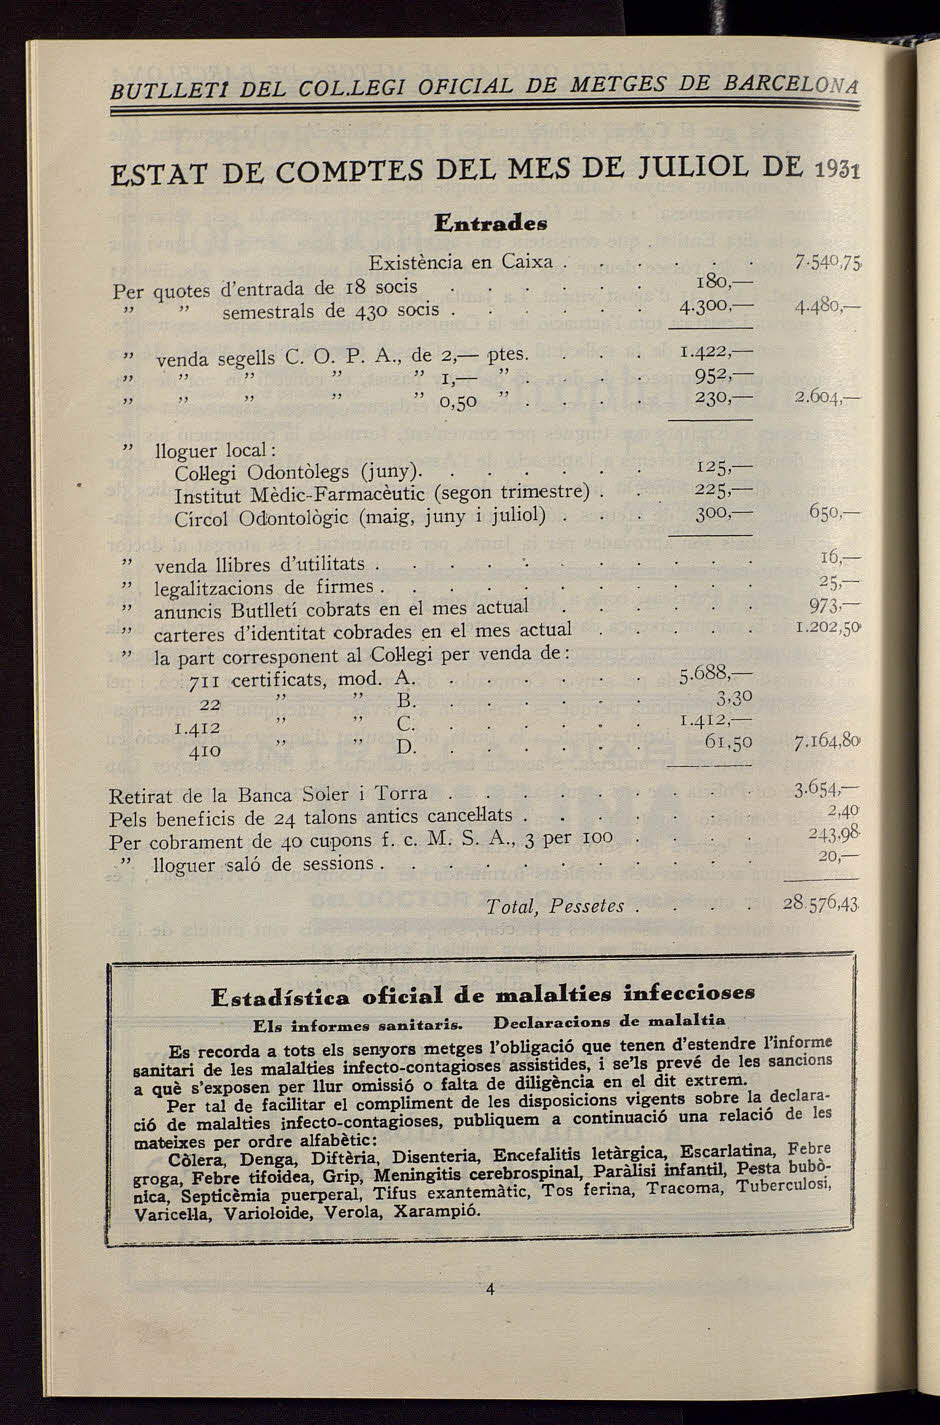 BUTLLETÍ DEL COL.LEGI OFICIAL DE METGES DE BARCELONA
ESTAT DE COMPTES DEL MES DE JULIOL DE 1931
Entrades
Existència en Caixa . . . . . . 7.540,75
Per quotes d'entrada de 18 socis . . . . . . 180,—
” ” semestrals de 430 socis . . . . . . 4.300,— 4.480,—
” venda segells C. O. P. A., de 2,— ptes. . . . 1.422,—
” ” ” ” ” 1,— ” . . . . 952,—
” ” ” ” ” 0,50 ” . . . . 230,— 2.604,—
” lloguer local :
Col·legi Odontòlegs (juny). . . . . . . 125,—
Institut Mèdic-Farmacèutic (segon trimestre) . . 225,—
Círcol Odontològic (maig, juny i juliol) . . . 300,— 650,—
” venda llibres d'utilitats . . . . . . . . . 16,—
” legalitzacions de firmes . . . . . . . . . 25,—
” anuncis Butlletí cobrats en el mes actual . . . . . 973,—
” carteres d'identitat cobrades en el mes actual . . . . . 1.202,50
” la part corresponent al Col·legi per venda de :
711 certificats, mod. A. . . . . . . 5.688,—
22 ” ” B. . . . . . . 3,30
1.412 ” ” C. . . . . . . 1.412,—
410 ” ” D. . . . . . . 61,50 7.164,80
Retirat de la Banca Soler i Torra . . . . . . . . 3.654,—
Pels beneficis de 24 talons antics cancel·lats . . . . . . 2,40
Per cobrament de 40 cupons f. c. M. S. A., 3 per 100 . . . . 243,98
” lloguer saló de sessions . . . . . . . . . 20,—
Total, Pessetes . . . . 28.576,43
Estadística oficial de malalties infeccioses
Els informes sanitaris. Declaracions de malaltia
Es recorda a tots els senyors metges l'obligació que tenen d'estendre l'informe
sanitari de les malalties infecto-contagioses assistides, i se'ls prevé de les sancions
a què s'exposen per llur omissió o falta de diligència en el dit extrem.
Per tal de facilitar el compliment de les disposicions vigents sobre la declara-
ció de malalties infecto-contagioses, publiquem a continuació una relació de les
mateixes per ordre alfabètic:
Còlera, Denga, Diftèria, Disenteria, Encefalitis letàrgica, Escarlatina, Febre
groga, Febre tifoidea, Grip, Meningitis cerebrospinal, Paràlisi infantil, Pesta bubò-
nica, Septicèmia puerperal, Tifus exantemàtic, Tos ferina, Tracoma, Tuberculosi,
Varicel·la, Varioloide, Verola, Xarampió.
4